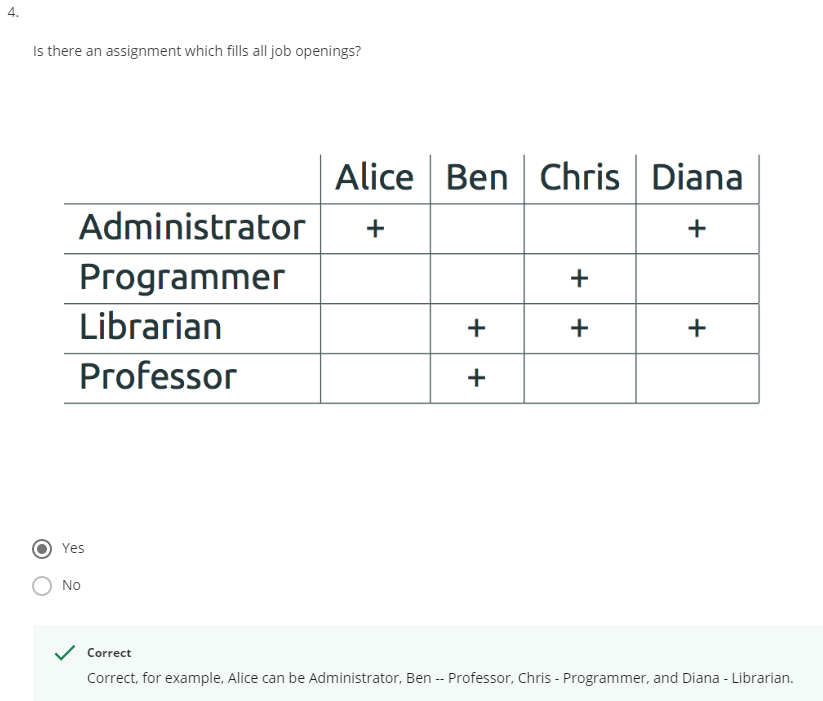 4.
Is there an assignment which fills all job openings?
Alice Ben Chris Diana
Administrator + +
Programmer +
Librarian + + +
Professor +
Yes
No
Correct
Correct, for example, Alice can be Administrator, Ben -- Professor, Chris - Programmer, and Diana - Librarian.